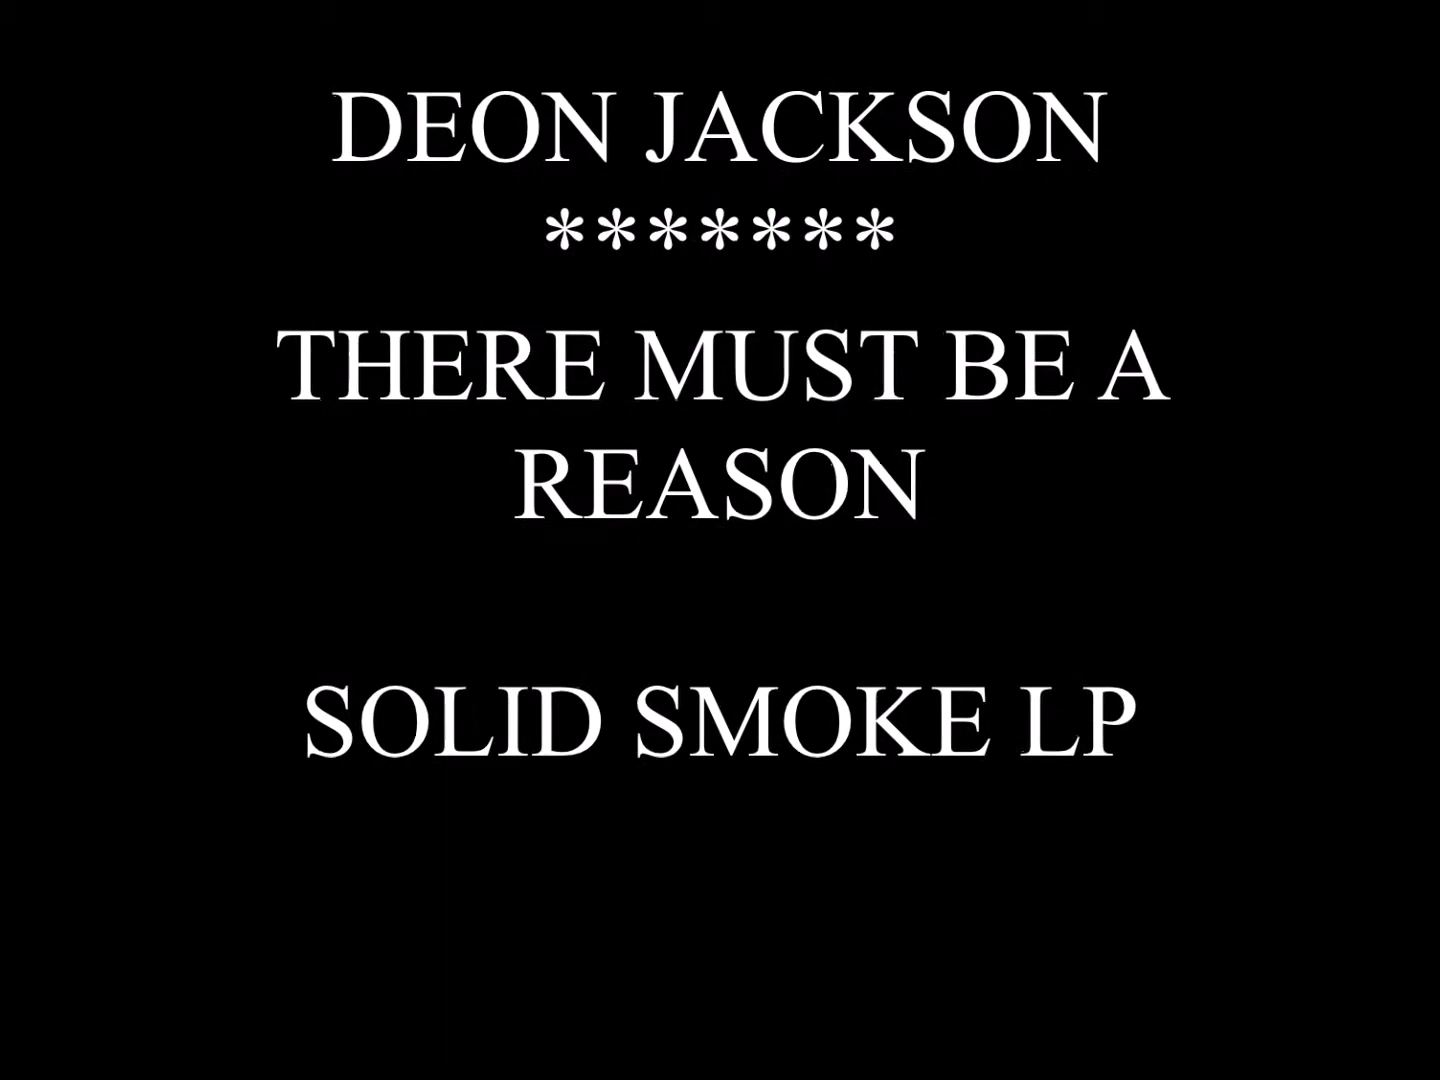 DEON JACKSON
*******
THERE MUST BE A
REASON
SOLID SMOKE LP